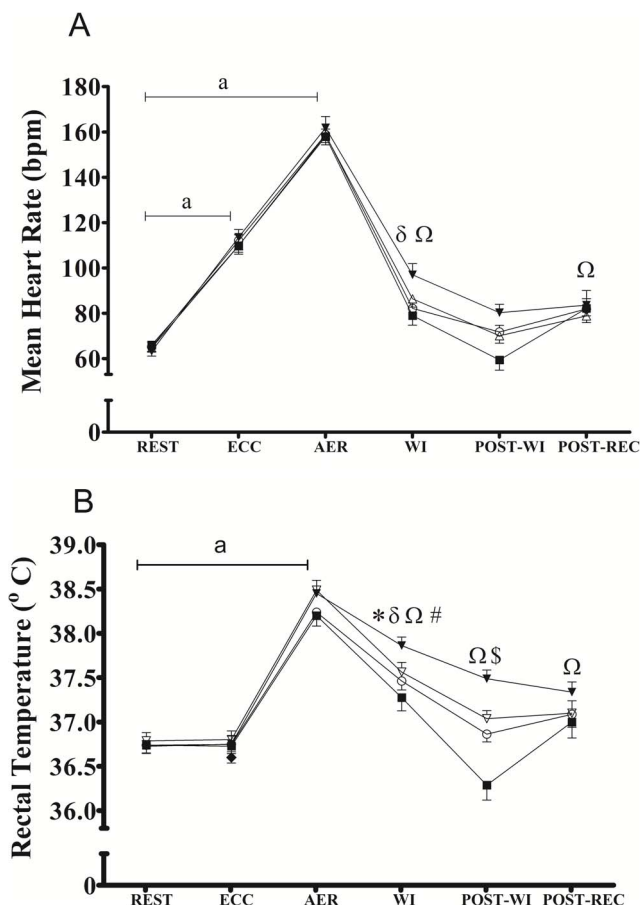 A
Mean Heart Rate (bpm)
180
160
140
120
100
80
60
0
a
a
δ Ω
Ω
REST ECC AER WI POST-WI POST-REC
B
Rectal Temperature (º C)
39.0
38.5
38.0
37.5
37.0
36.5
36.0
0
a
*δ Ω #
Ω $
Ω
REST ECC AER WI POST-WI POST-REC